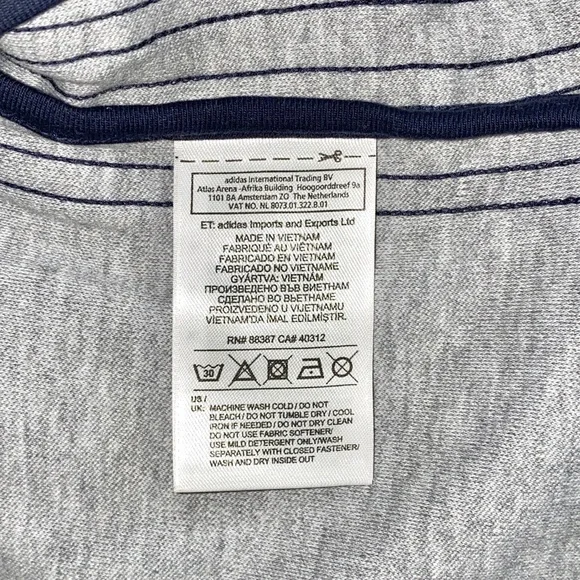 adidas International Trading BV
Atlas Arena -Afrika Building Hoogoorddreef 9a
1101 BA Amsterdam ZO The Netherlands
VAT NO. NL 8073.01.322.B.01
ET: adidas Imports and Exports Ltd
MADE IN VIETNAM
FABRIQUÉ AU VIÊTNAM
FABRICADO EN VIETNAM
FABRICADO NO VIETNAME
GYÁRTVA: VIETNÁM
ПРОИЗВЕДЕНО ВЪВ ВИЕТНАМ
СДЕЛАНО ВО ВЬЕТНАМЕ
PROIZVEDENO U VIJETNAMU
VIETNAM'DA İMAL EDİLMİŞTİR.
RN# 88387 CA# 40312
30
US /
UK: MACHINE WASH COLD / DO NOT
BLEACH / DO NOT TUMBLE DRY / COOL
IRON IF NEEDED / DO NOT DRY CLEAN
DO NOT USE FABRIC SOFTENER/
USE MILD DETERGENT ONLY/WASH
SEPARATELY WITH CLOSED FASTENER/
WASH AND DRY INSIDE OUT